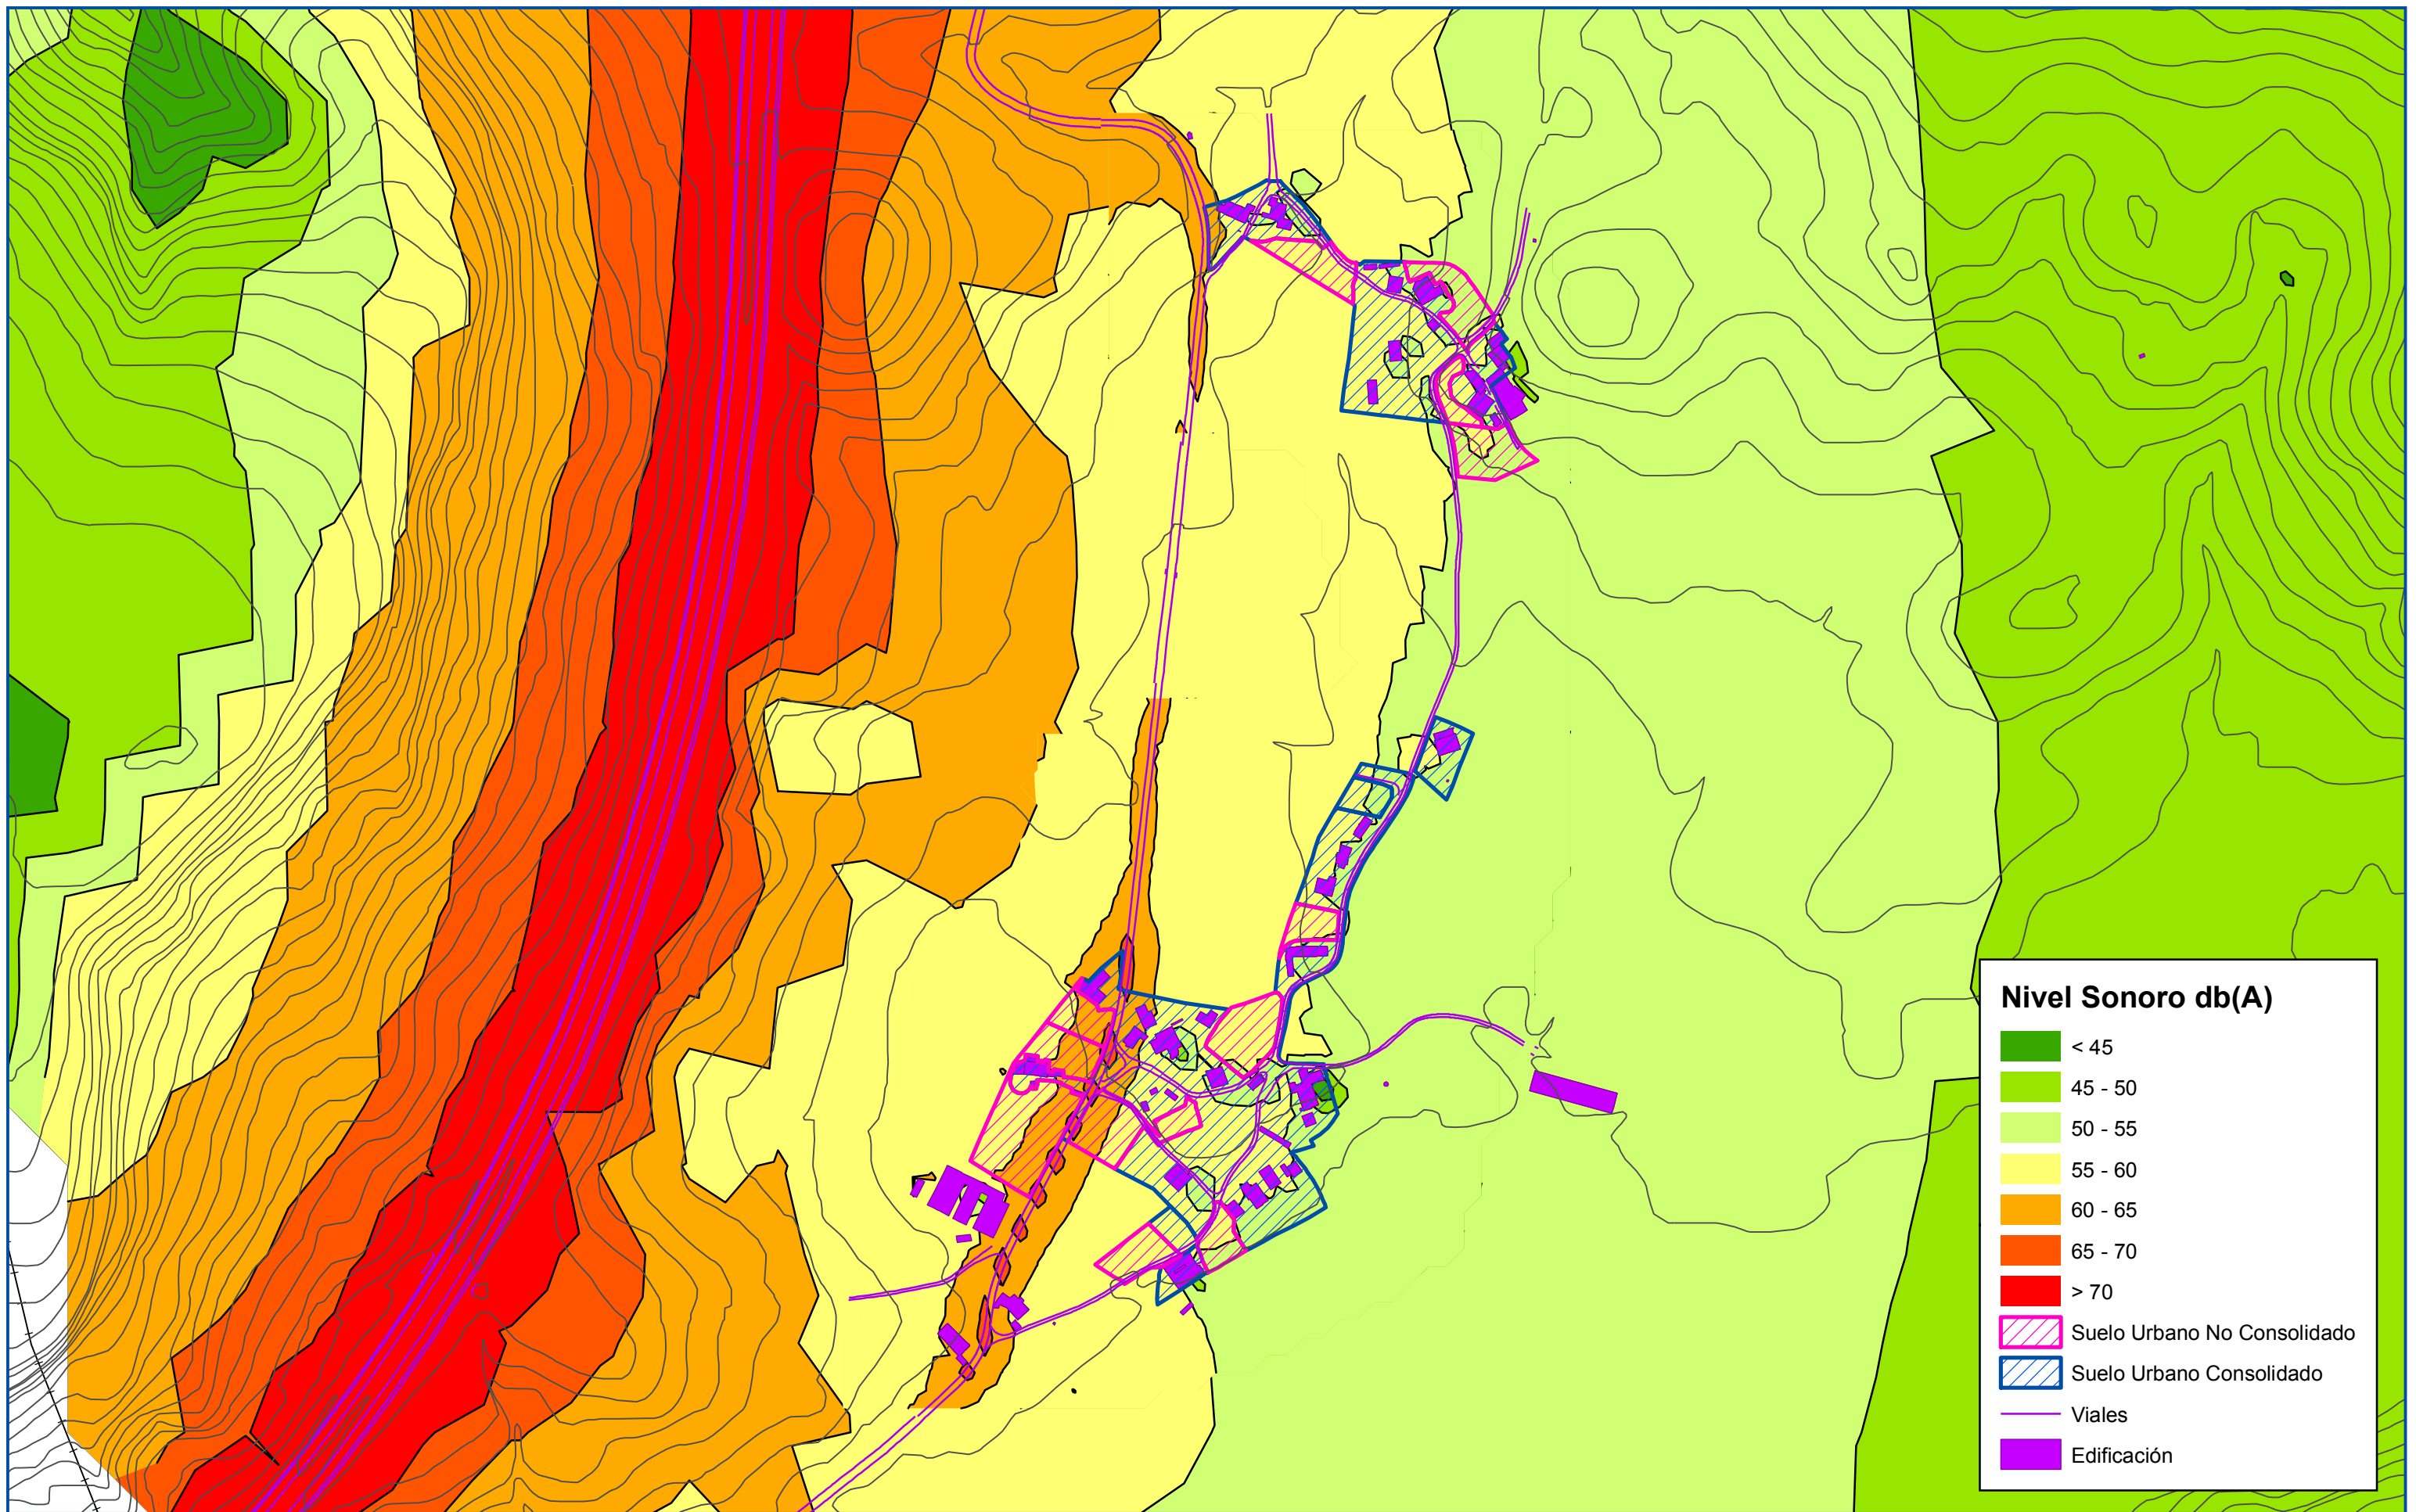 Nivel Sonoro db(A)
< 45
45 - 50
50 - 55
55 - 60
60 - 65
65 - 70
> 70
Suelo Urbano No Consolidado
Suelo Urbano Consolidado
Viales
Edificación